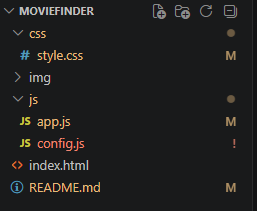 MOVIEFINDER
css
# style.css M
img
js
JS app.js M
JS config.js !
<> index.html
README.md M